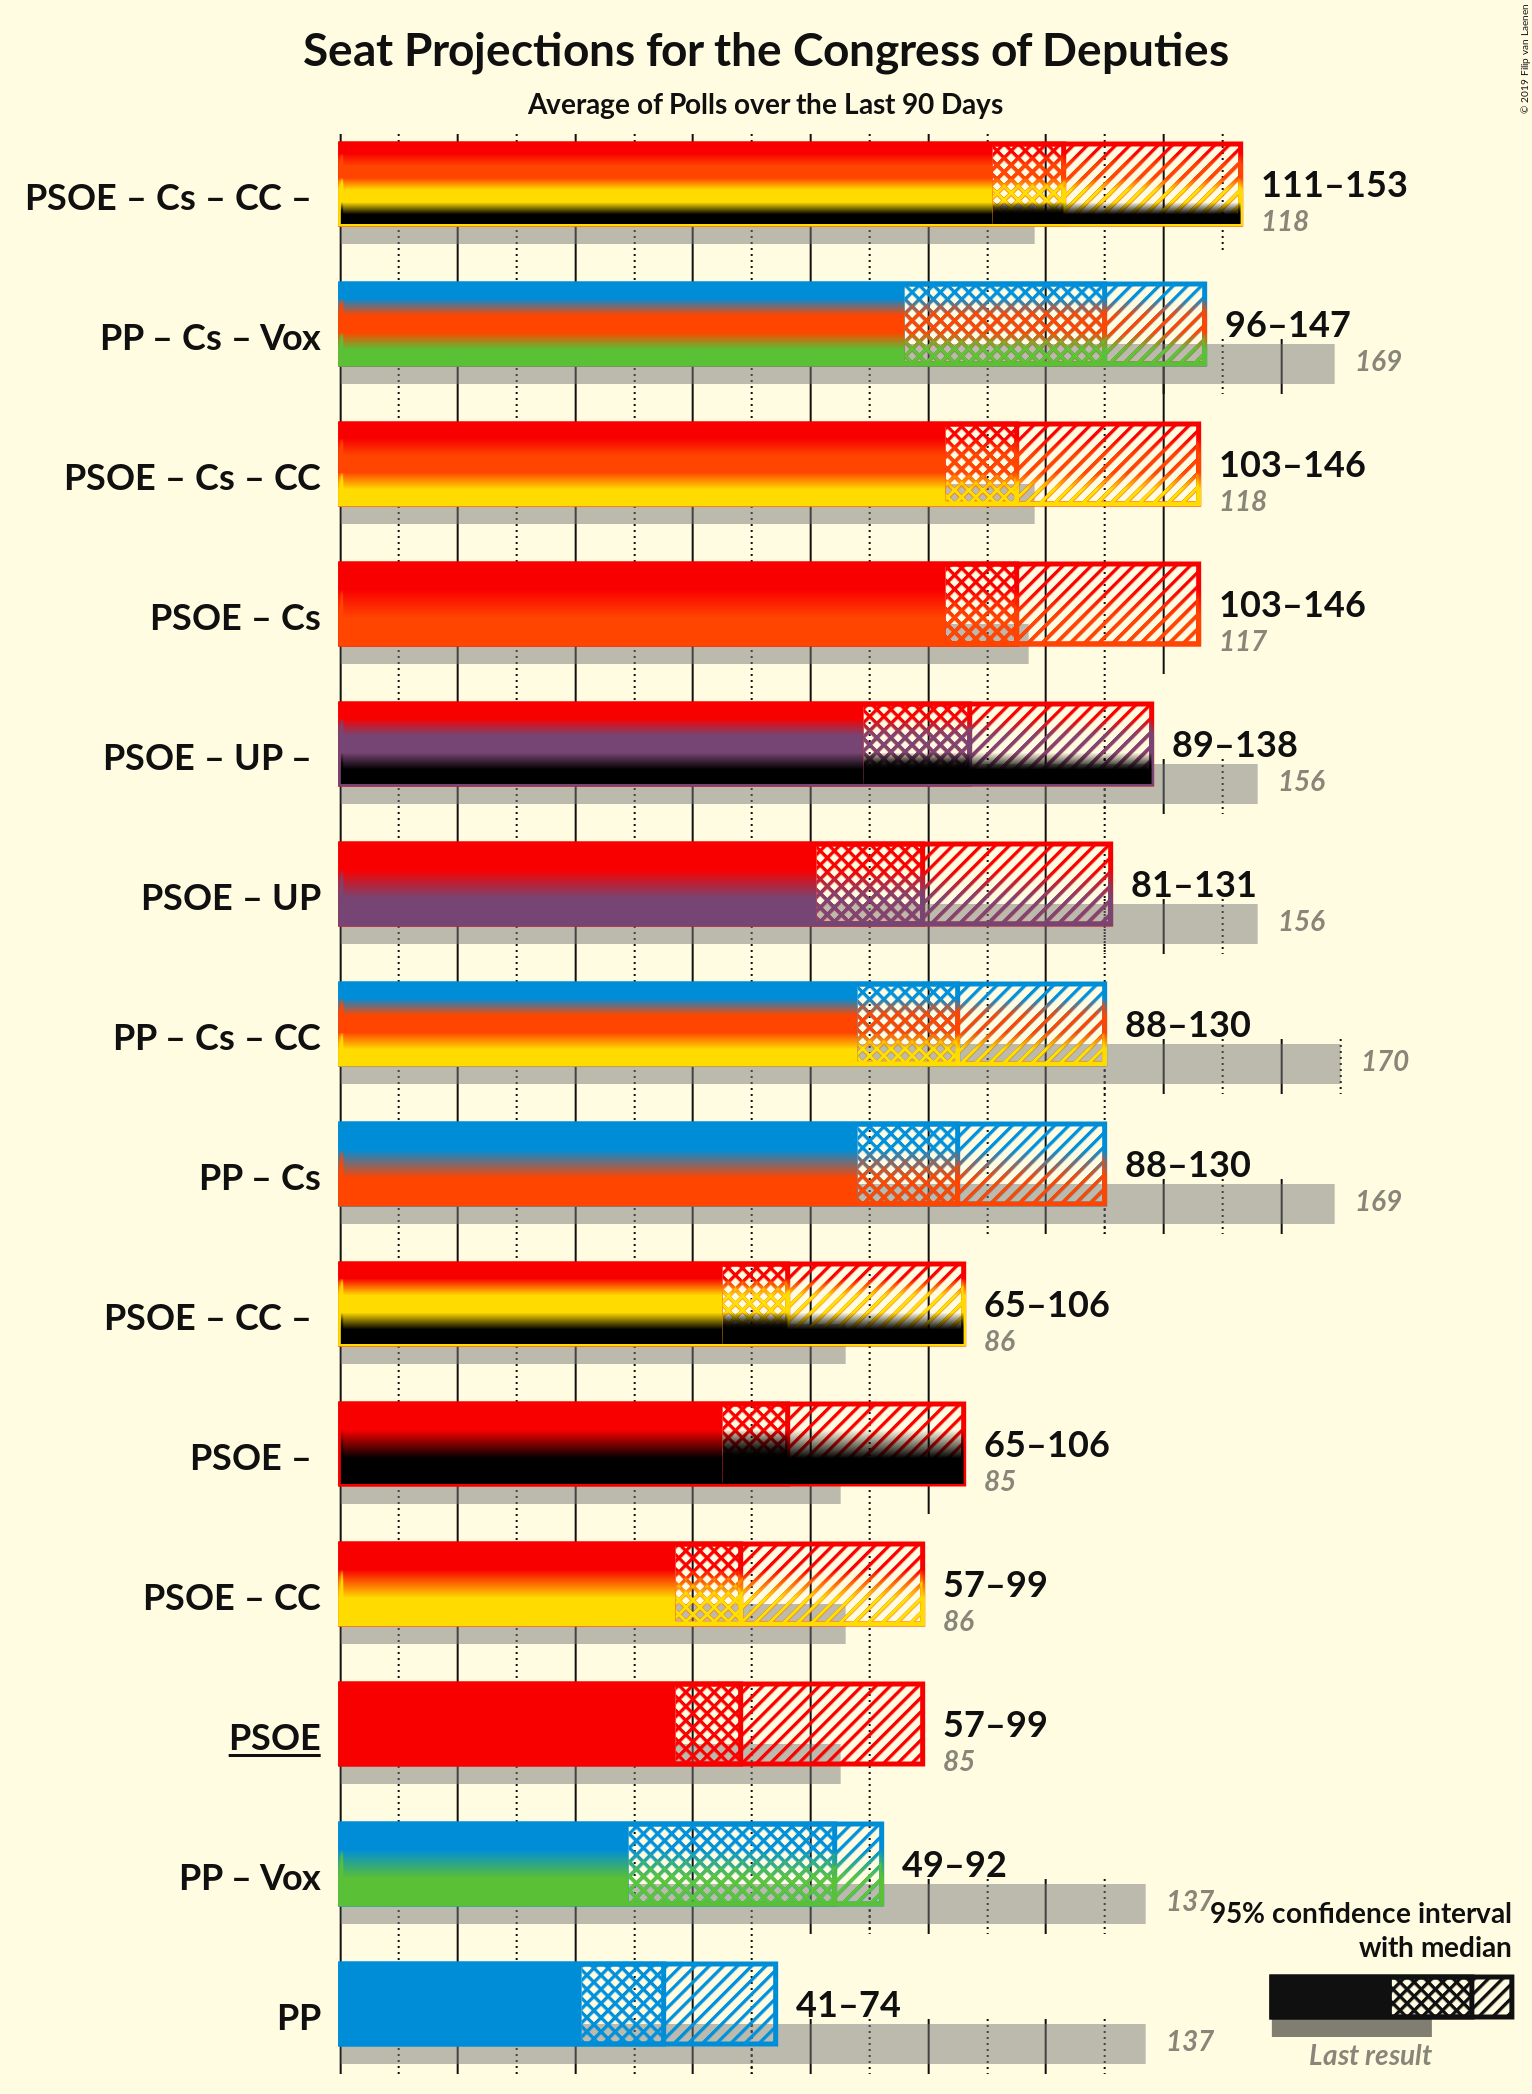 Seat Projections for the Congress of Deputies
Average of Polls over the Last 90 Days
© 2019 Filip van Laenen
PSOE – Cs – CC –
111–153
118
PP – Cs – Vox
96–147
169
PSOE – Cs – CC
103–146
118
PSOE – Cs
103–146
117
PSOE – UP –
89–138
156
PSOE – UP
81–131
156
PP – Cs – CC
88–130
170
PP – Cs
88–130
169
PSOE – CC –
65–106
86
PSOE –
65–106
85
PSOE – CC
57–99
86
PSOE
57–99
85
PP – Vox
49–92
137
PP
41–74
137
95% confidence interval
with median
Last result